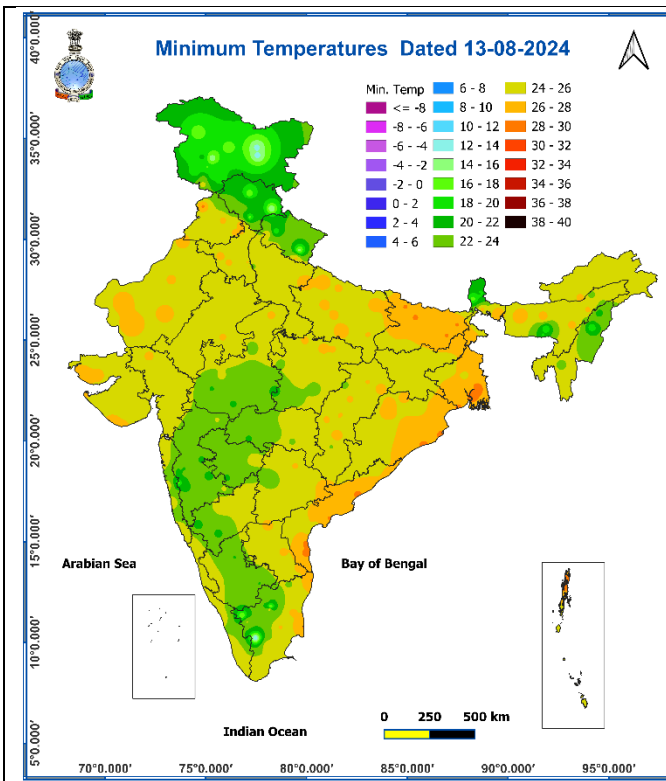 Minimum Temperatures Dated 13-08-2024
Min. Temp
<= -8
-8 - -6
-6 - -4
-4 - -2
-2 - 0
0 - 2
2 - 4
4 - 6
6 - 8
8 - 10
10 - 12
12 - 14
14 - 16
16 - 18
18 - 20
20 - 22
22 - 24
24 - 26
26 - 28
28 - 30
30 - 32
32 - 34
34 - 36
36 - 38
38 - 40
40°0.000'
35°0.000'
30°0.000'
25°0.000'
20°0.000'
15°0.000'
10°0.000'
5°0.000'
Arabian Sea
Bay of Bengal
Indian Ocean
0 250 500 km
70°0.000' 75°0.000' 80°0.000' 85°0.000' 90°0.000' 95°0.000'